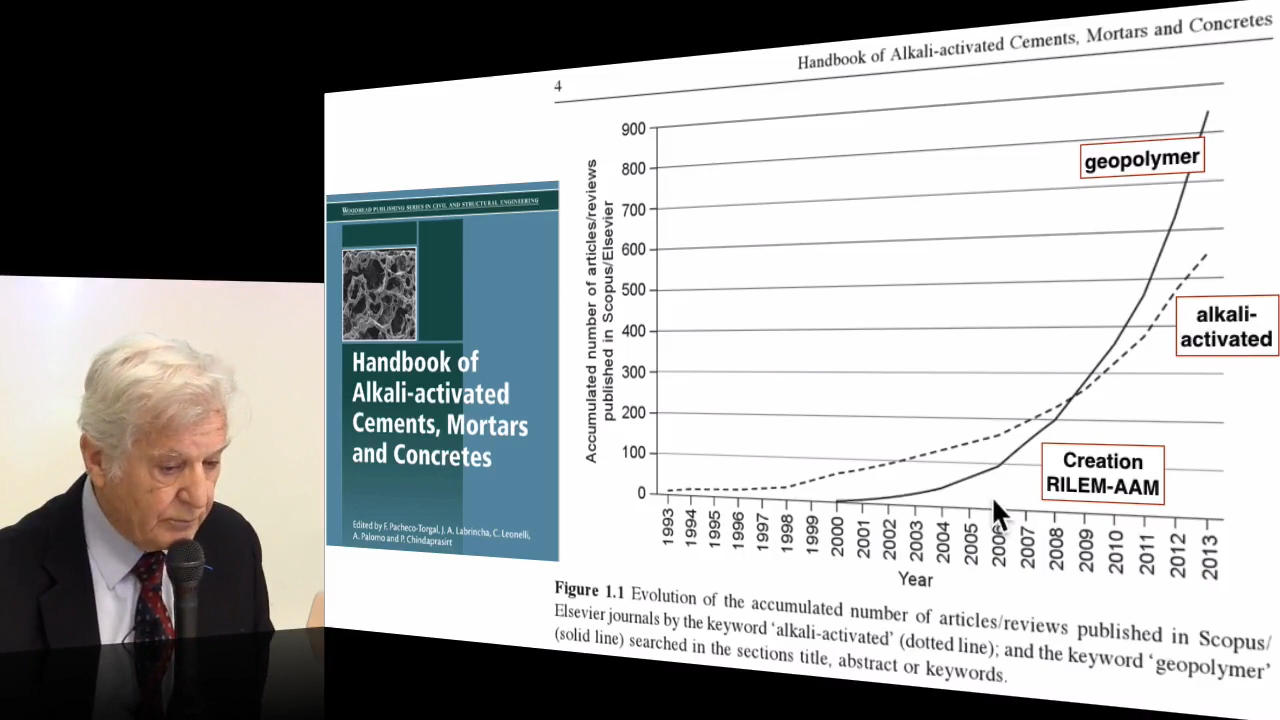 4
Handbook of Alkali-activated Cements, Mortars and Concretes
WOODHEAD PUBLISHING SERIES IN CIVIL AND STRUCTURAL ENGINEERING
Handbook of
Alkali-activated
Cements, Mortars
and Concretes
Edited by F. Pacheco-Torgal, J. A. Labrincha, C. Leonelli,
A. Palomo and P. Chindaprasirt
Accumulated number of articles/reviews
published in Scopus/Elsevier
900
800
700
600
500
400
300
200
100
0
geopolymer
alkali-
activated
Creation
RILEM-AAM
1993 1994 1995 1996 1997 1998 1999 2000 2001 2002 2003 2004 2005 2006 2007 2008 2009 2010 2011 2012 2013
Year
Figure 1.1 Evolution of the accumulated number of articles/reviews published in Scopus/
Elsevier journals by the keyword ‘alkali-activated’ (dotted line); and the keyword ‘geopolymer’
(solid line) searched in the sections title, abstract or keywords.